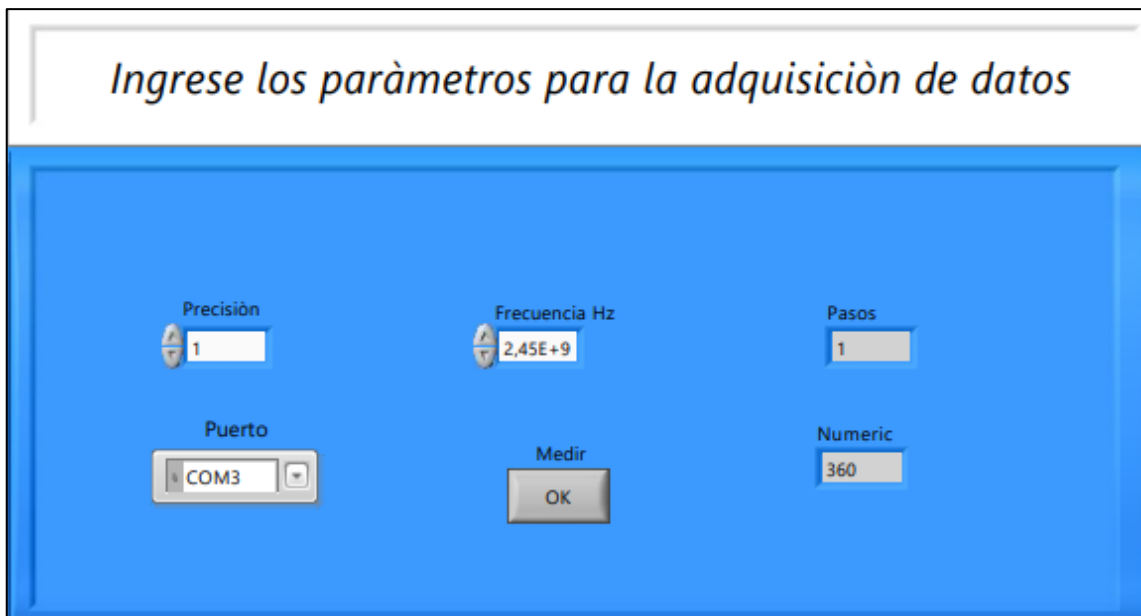 Ingrese los paràmetros para la adquisiciòn de datos
Precisiòn
1
Frecuencia Hz
2,45E+9
Pasos
1
Puerto
COM3
Medir
OK
Numeric
360